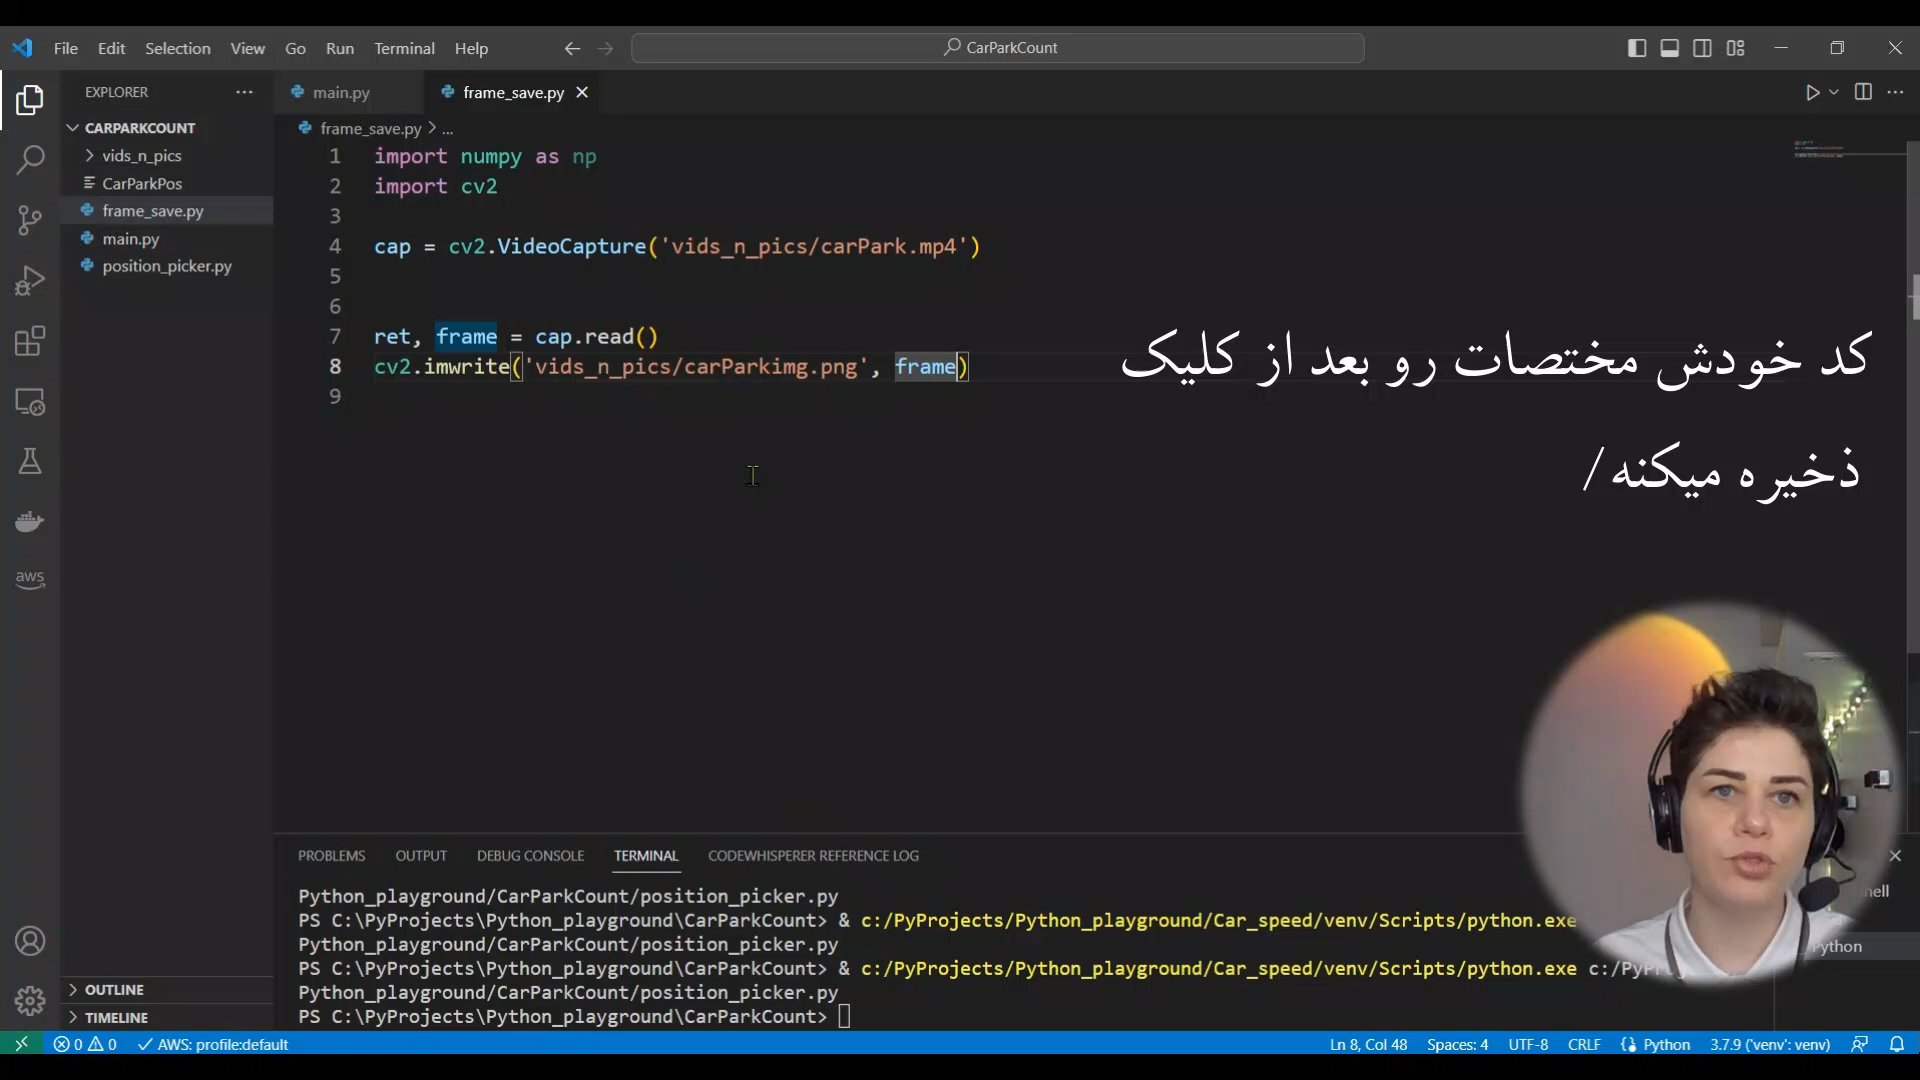 File Edit Selection View Go Run Terminal Help
CarParkCount
EXPLORER
main.py
frame_save.py
CARPARKCOUNT
vids_n_pics
CarParkPos
frame_save.py
main.py
position_picker.py
frame_save.py > ...
1 import numpy as np
2 import cv2
3
4 cap = cv2.VideoCapture('vids_n_pics/carPark.mp4')
5
6
7 ret, frame = cap.read()
8 cv2.imwrite('vids_n_pics/carParkimg.png', frame)
9
کد خودش مختصات رو بعد از کلیک
ذخیره میکنه/
aws
PROBLEMS OUTPUT DEBUG CONSOLE TERMINAL CODEWHISPERER REFERENCE LOG
Python_playground/CarParkCount/position_picker.py
PS C:\PyProjects\Python_playground\CarParkCount> & c:/PyProjects/Python_playground/Car_speed/venv/Scripts/python.exe
Python_playground/CarParkCount/position_picker.py
PS C:\PyProjects\Python_playground\CarParkCount> & c:/PyProjects/Python_playground/Car_speed/venv/Scripts/python.exe
Python_playground/CarParkCount/position_picker.py
PS C:\PyProjects\Python_playground\CarParkCount>
Python
OUTLINE
TIMELINE
0 0 AWS: profile:default Ln 8, Col 48 Spaces: 4 UTF-8 CRLF Python 3.7.9 ('venv': venv)